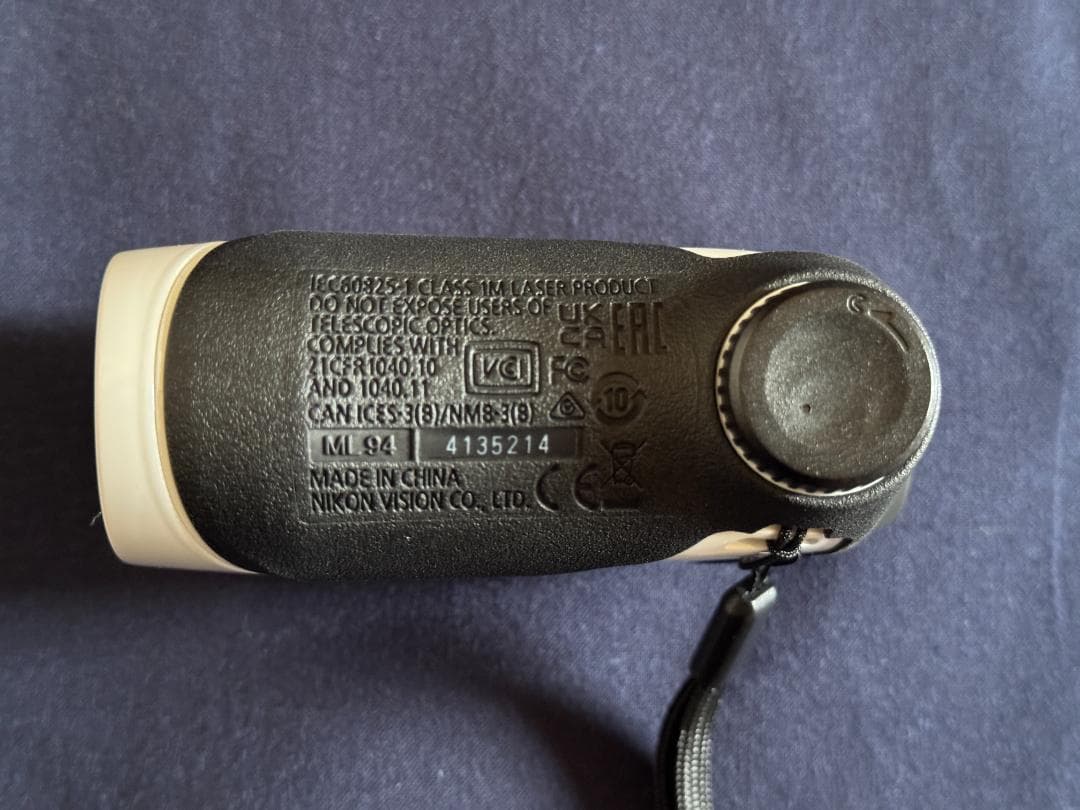 IEC60825-1 CLASS 1M LASER PRODUCT
DO NOT EXPOSE USERS OF
TELESCOPIC OPTICS.
COMPLIES WITH
21CFR1040.10
AND 1040.11
UK
CA
EAC
VCI
FC
10
CAN ICES-3(B)/NMB-3(B)
ML 94
4135214
MADE IN CHINA
NIKON VISION CO., LTD.
CE